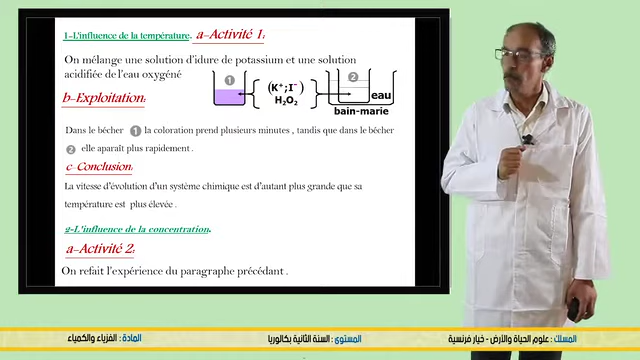 1-L'influence de la température. a-Activité 1:
On mélange une solution d'idure de potassium et une solution
acidifiée de l'eau oxygéné
1
(K⁺;I⁻)
H₂O₂
2
eau
bain-marie
b-Exploitation:
Dans le bécher 1 la coloration prend plusieurs minutes , tandis que dans le bécher
2 elle aparaît plus rapidement .
c-Conclusion:
La vitesse d'évolution d'un système chimique est d'autant plus grande que sa
température est plus élevée .
2-L'influence de la concentration.
a-Activité 2:
On refait l'expérience du paragraphe précédant .
المسلك : علوم الحياة والأرض - خيار فرنسية
المستوى : السنة الثانية بكالوريا
المادة : الفزياء والكمياء